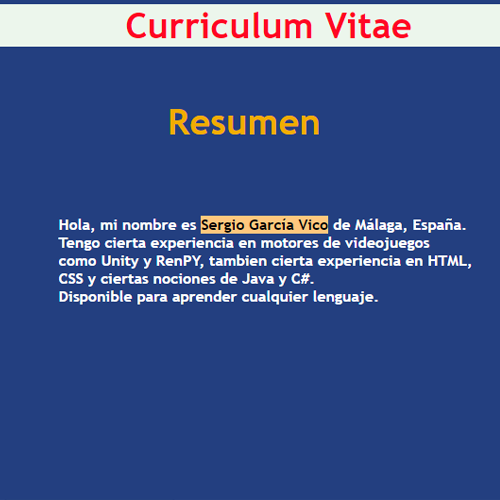 Curriculum Vitae
Resumen
Hola, mi nombre es Sergio García Vico de Málaga, España.
Tengo cierta experiencia en motores de videojuegos
como Unity y RenPY, tambien cierta experiencia en HTML,
CSS y ciertas nociones de Java y C#.
Disponible para aprender cualquier lenguaje.